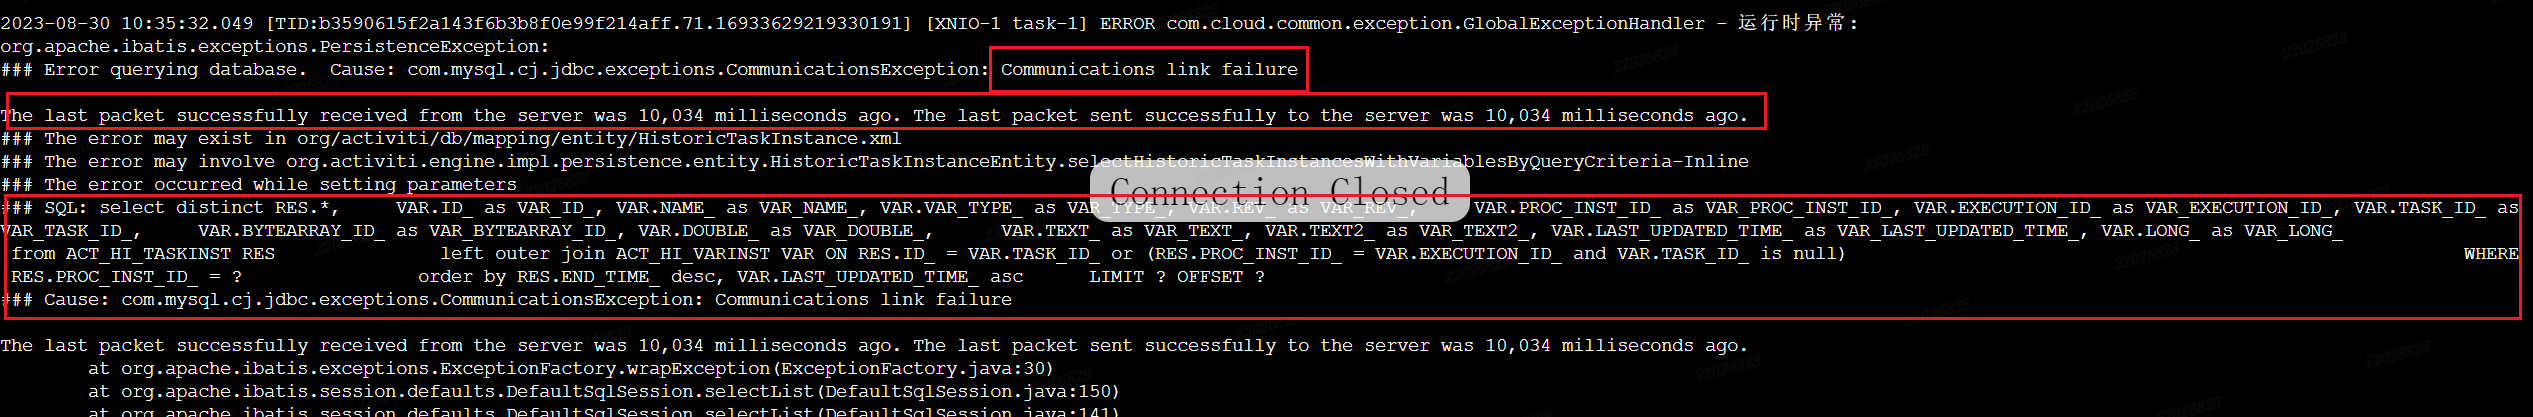 2023-08-30 10:35:32.049 [TID:b3590615f2a143f6b3b8f0e99f214aff.71.16933629219330191] [XNIO-1 task-1] ERROR com.cloud.common.exception.GlobalExceptionHandler - 运行时异常:
org.apache.ibatis.exceptions.PersistenceException:
### Error querying database.  Cause: com.mysql.cj.jdbc.exceptions.CommunicationsException: Communications link failure
The last packet successfully received from the server was 10,034 milliseconds ago. The last packet sent successfully to the server was 10,034 milliseconds ago.
### The error may exist in org/activiti/db/mapping/entity/HistoricTaskInstance.xml
### The error may involve org.activiti.engine.impl.persistence.entity.HistoricTaskInstanceEntity.selectHistoricTaskInstancesWithVariablesByQueryCriteria-Inline
### The error occurred while setting parameters
Connection Closed
### SQL: select distinct RES.*,     VAR.ID_ as VAR_ID_, VAR.NAME_ as VAR_NAME_, VAR.VAR_TYPE_ as VAR_TYPE_, VAR.REV_ as VAR_REV_,     VAR.PROC_INST_ID_ as VAR_PROC_INST_ID_, VAR.EXECUTION_ID_ as VAR_EXECUTION_ID_, VAR.TASK_ID_ as
VAR_TASK_ID_,     VAR.BYTEARRAY_ID_ as VAR_BYTEARRAY_ID_, VAR.DOUBLE_ as VAR_DOUBLE_,      VAR.TEXT_ as VAR_TEXT_, VAR.TEXT2_ as VAR_TEXT2_, VAR.LAST_UPDATED_TIME_ as VAR_LAST_UPDATED_TIME_, VAR.LONG_ as VAR_LONG_
from ACT_HI_TASKINST RES              left outer join ACT_HI_VARINST VAR ON RES.ID_ = VAR.TASK_ID_ or (RES.PROC_INST_ID_ = VAR.EXECUTION_ID_ and VAR.TASK_ID_ is null)     WHERE
RES.PROC_INST_ID_ = ?             order by RES.END_TIME_ desc, VAR.LAST_UPDATED_TIME_ asc      LIMIT ? OFFSET ?
### Cause: com.mysql.cj.jdbc.exceptions.CommunicationsException: Communications link failure
The last packet successfully received from the server was 10,034 milliseconds ago. The last packet sent successfully to the server was 10,034 milliseconds ago.
at org.apache.ibatis.exceptions.ExceptionFactory.wrapException(ExceptionFactory.java:30)
at org.apache.ibatis.session.defaults.DefaultSqlSession.selectList(DefaultSqlSession.java:150)
at org.apache.ibatis.session.defaults.DefaultSqlSession.selectList(DefaultSqlSession.java:141)